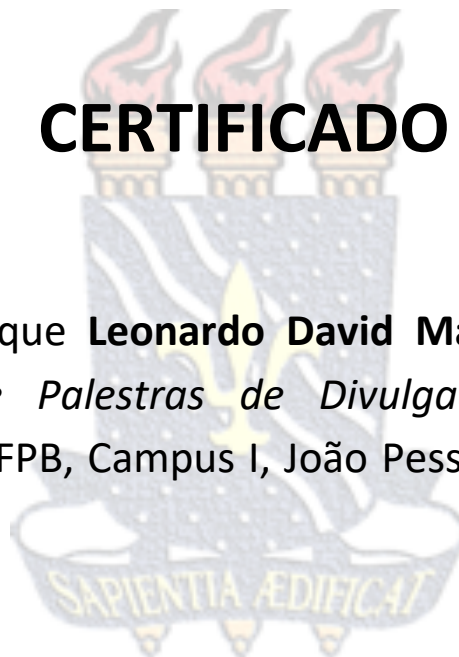 CERTIFICADO
que Leonardo David Ma
Palestras de Divulga
FPB, Campus I, João Pess
SAPIENTIA ÆDIFICAT